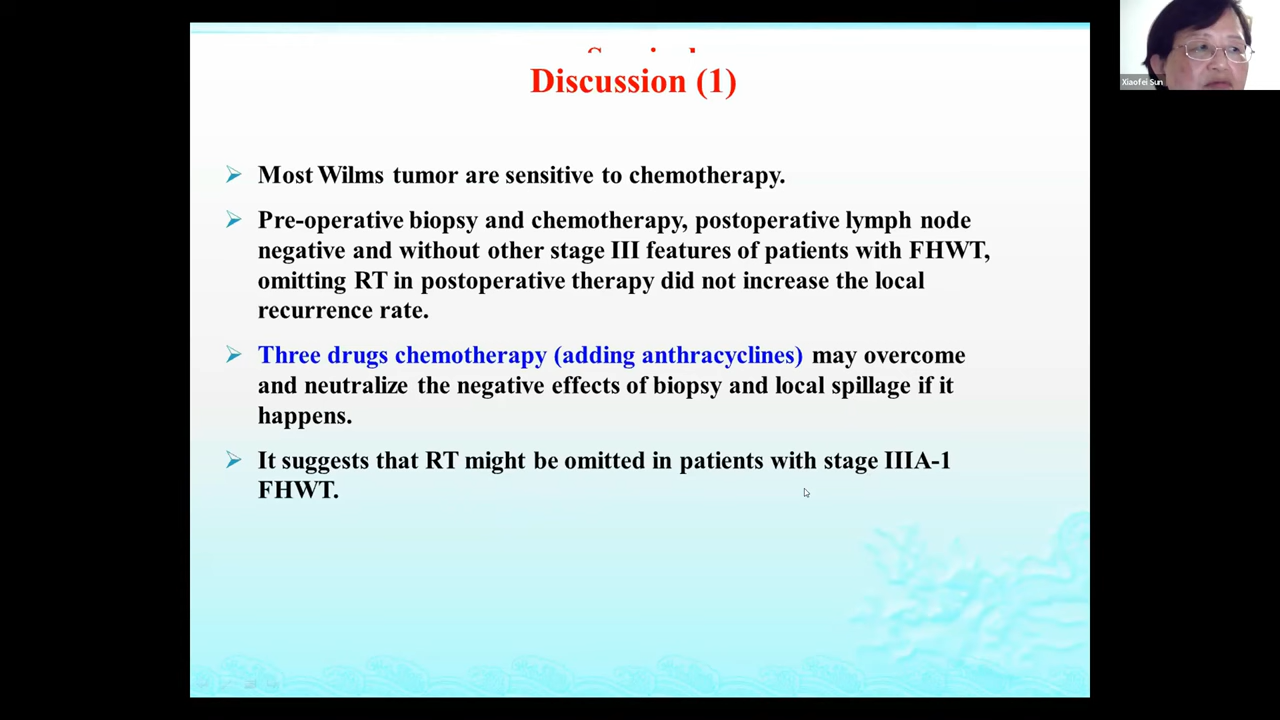 Discussion (1)
Most Wilms tumor are sensitive to chemotherapy.
Pre-operative biopsy and chemotherapy, postoperative lymph node
negative and without other stage III features of patients with FHWT,
omitting RT in postoperative therapy did not increase the local
recurrence rate.
Three drugs chemotherapy (adding anthracyclines) may overcome
and neutralize the negative effects of biopsy and local spillage if it
happens.
It suggests that RT might be omitted in patients with stage IIIA-1
FHWT.
Xiaofei Sun